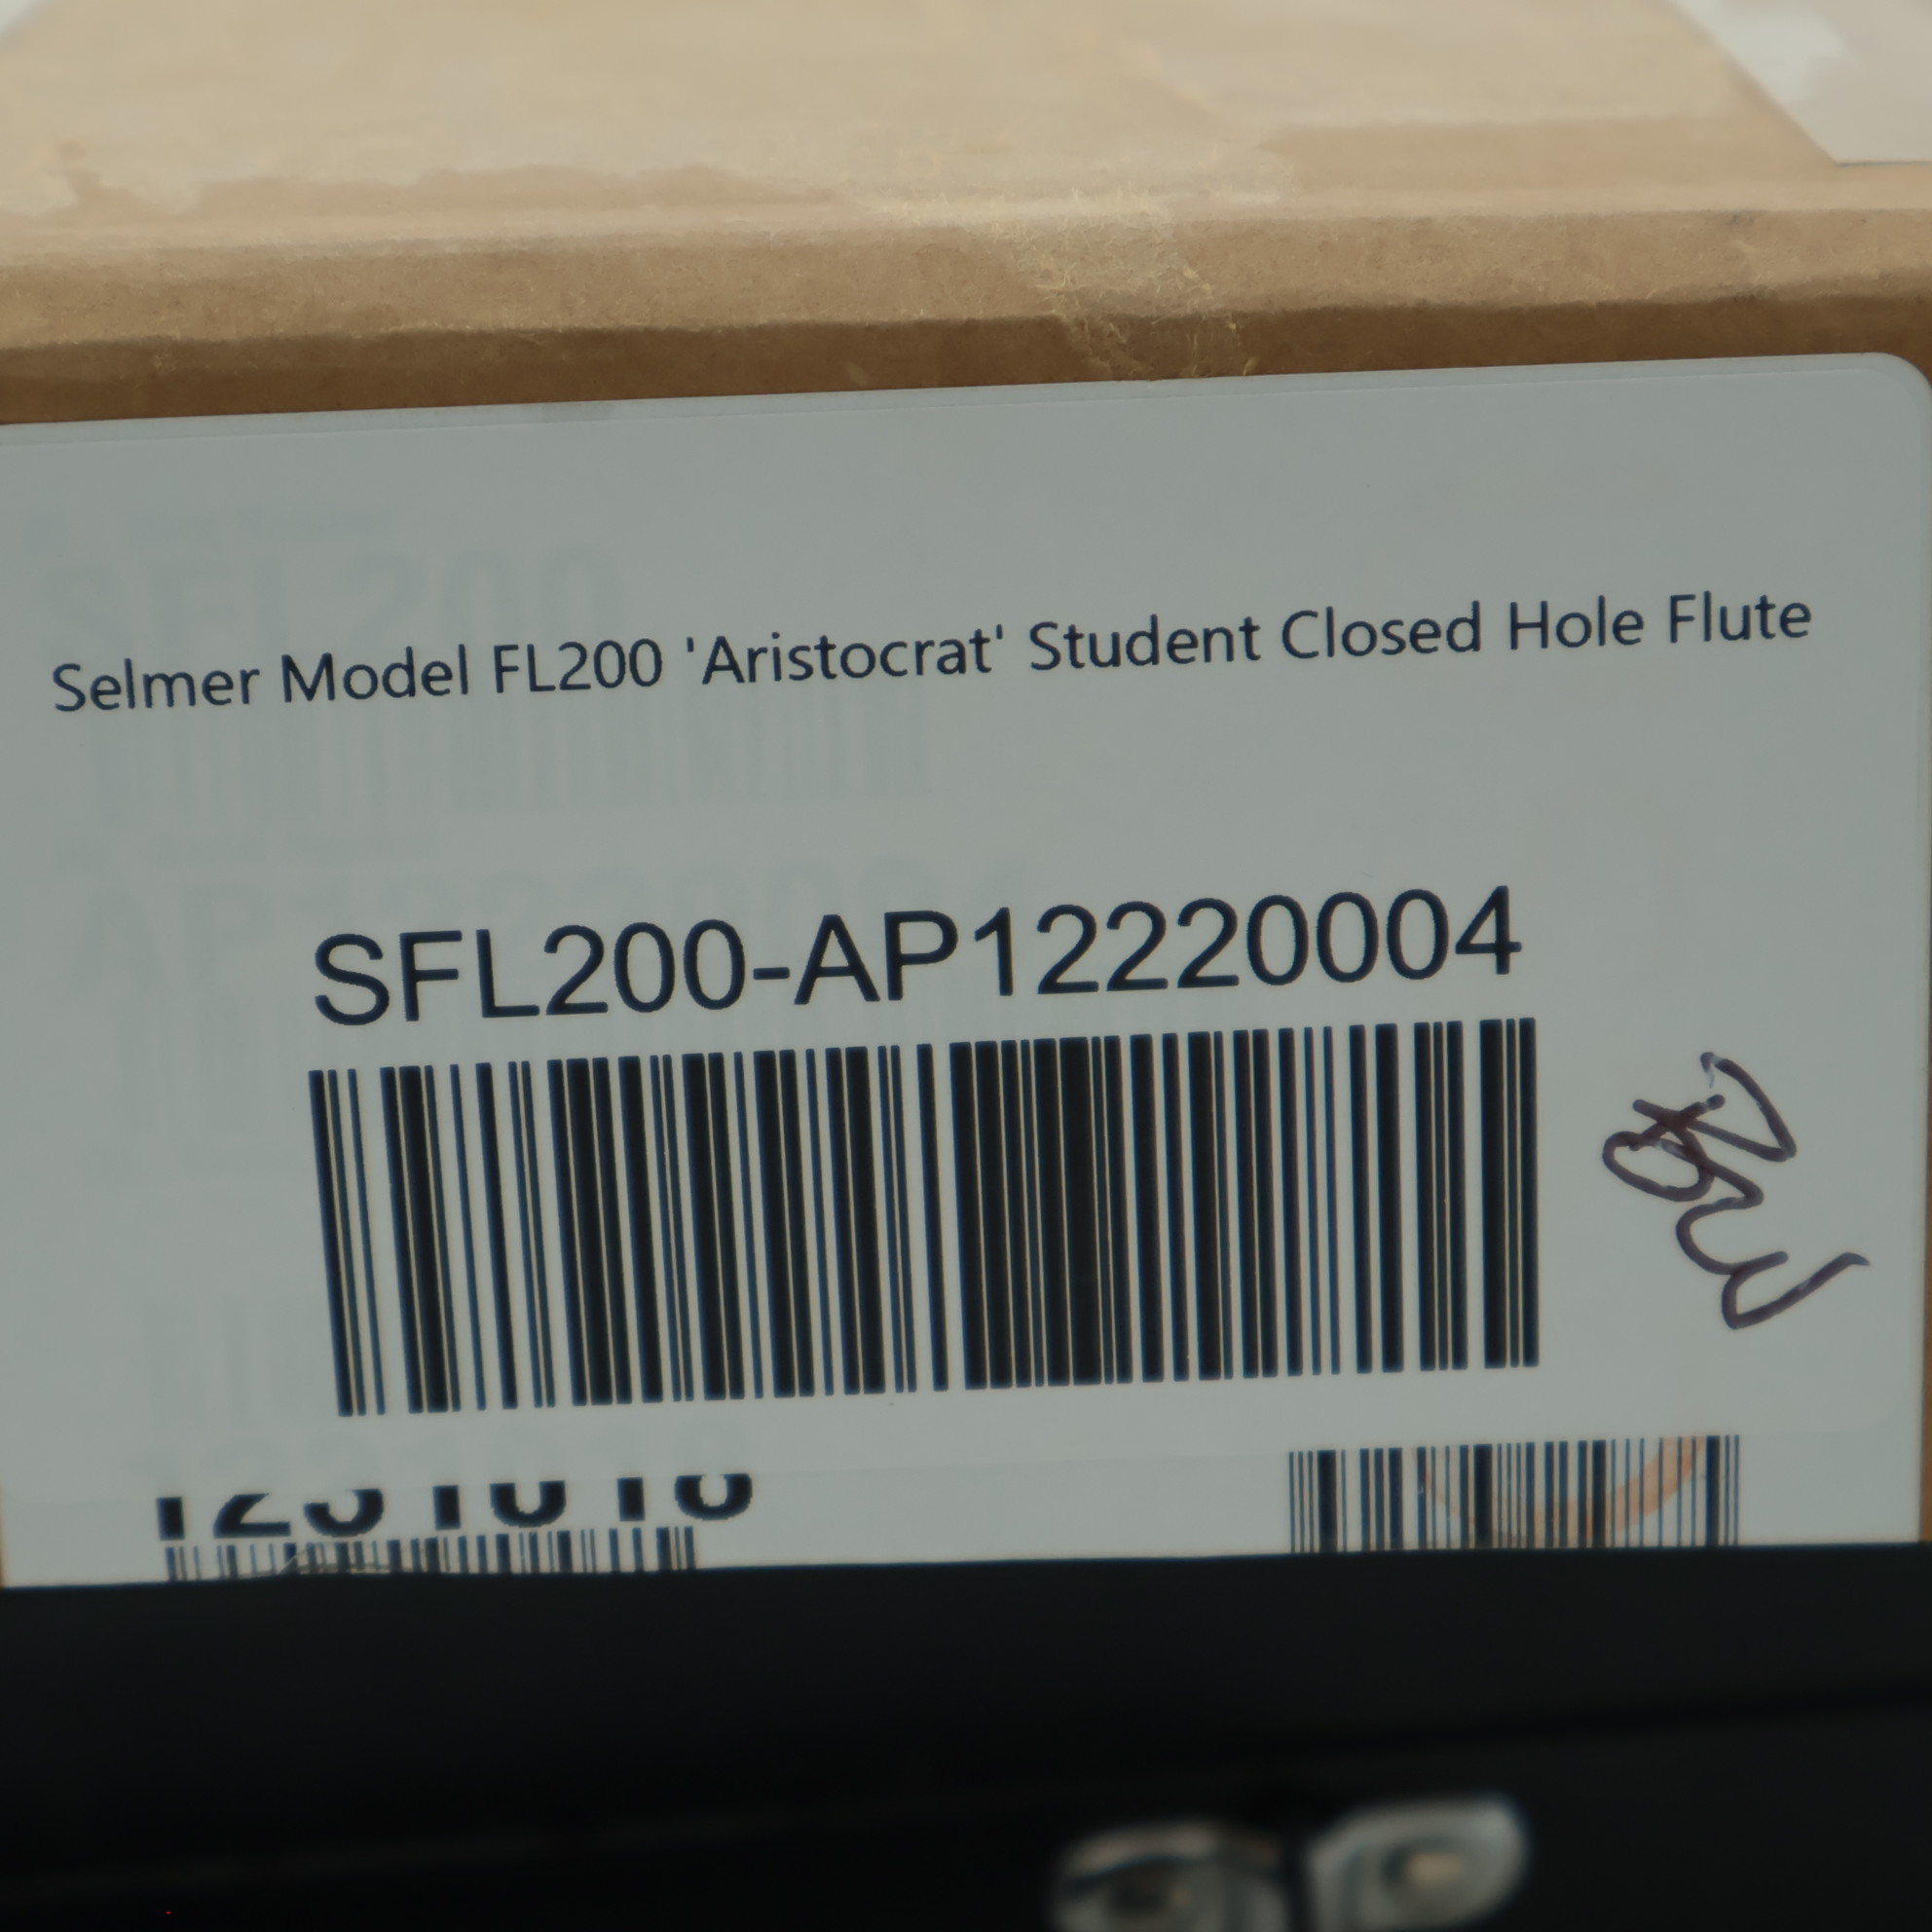 Selmer Model FL200 'Aristocrat' Student Closed Hole Flute
SFL200-AP12220004